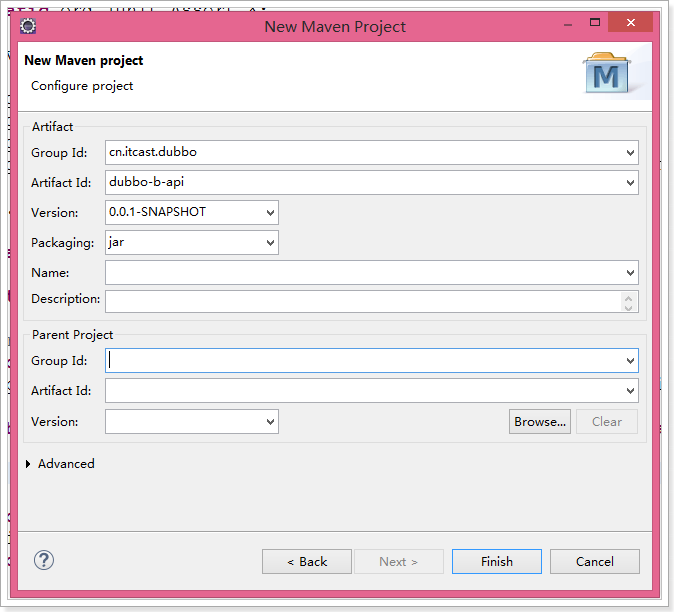 New Maven Project
New Maven project
Configure project
M
Artifact
Group Id: cn.itcast.dubbo
Artifact Id: dubbo-b-api
Version: 0.0.1-SNAPSHOT
Packaging: jar
Name:
Description:
Parent Project
Group Id:
Artifact Id:
Version: Browse... Clear
Advanced
? < Back Next > Finish Cancel